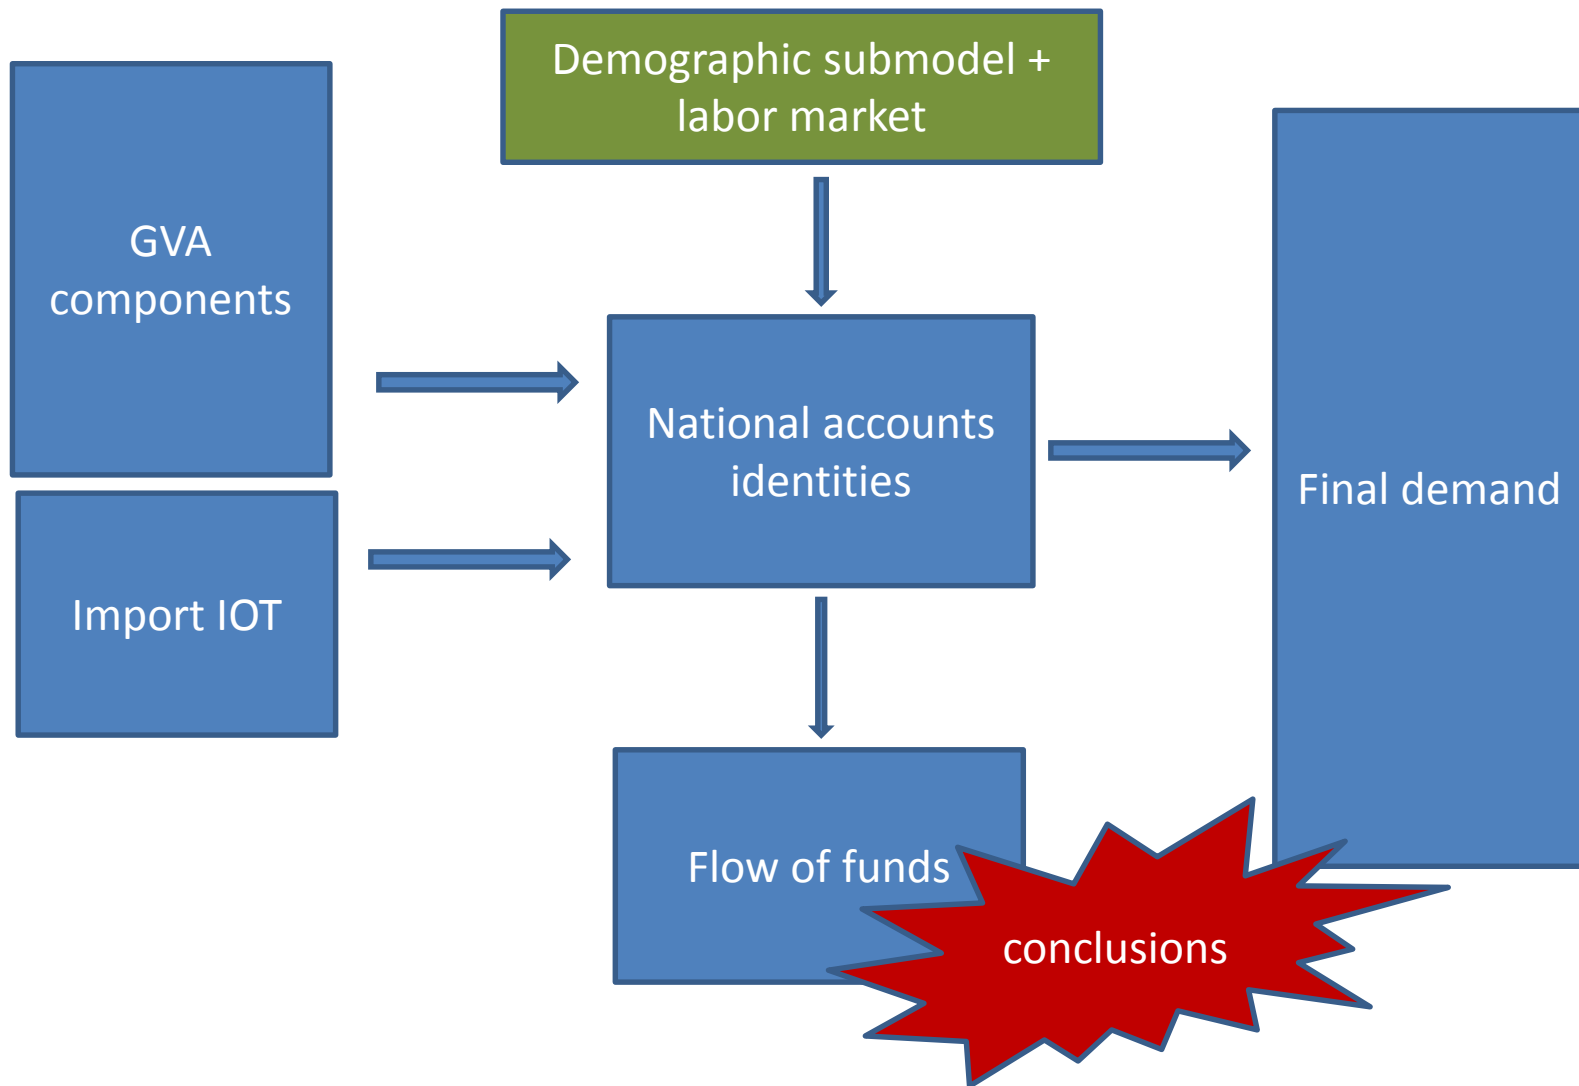 Demographic submodel +
labor market
GVA
components
National accounts
identities
Final demand
Import IOT
Flow of funds
conclusions